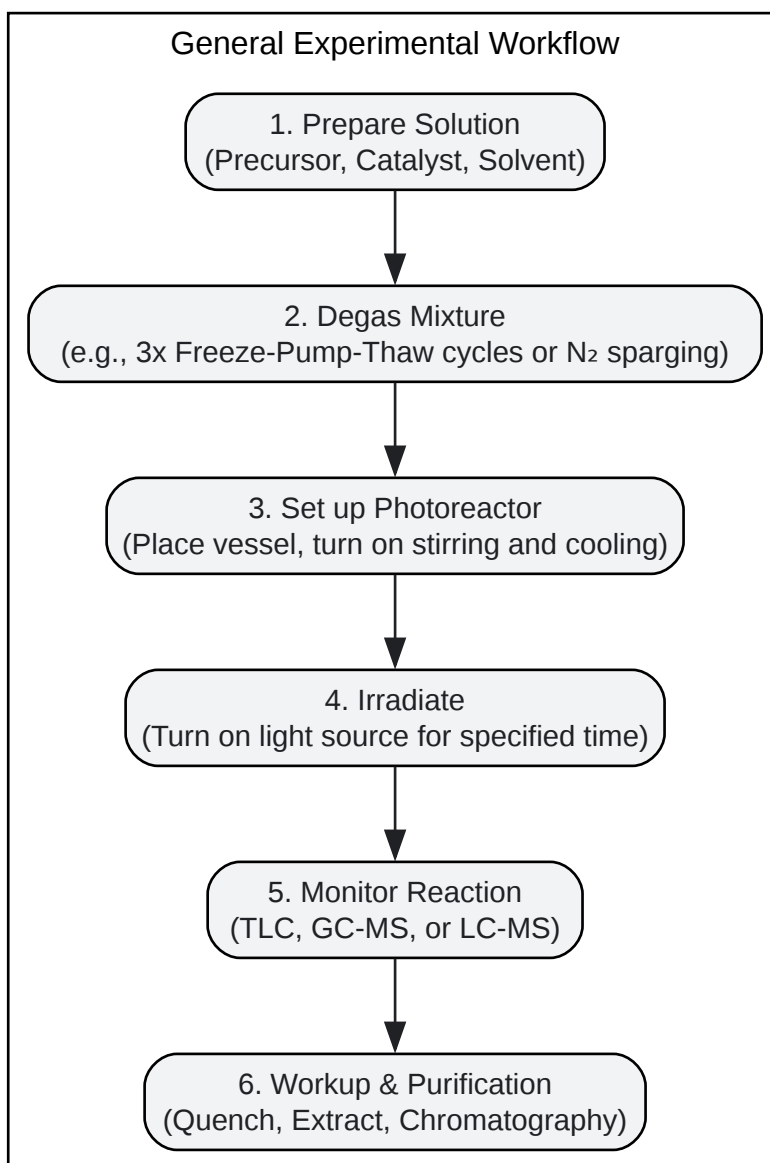 General Experimental Workflow
1. Prepare Solution
(Precursor, Catalyst, Solvent)
2. Degas Mixture
(e.g., 3x Freeze-Pump-Thaw cycles or N₂ sparging)
3. Set up Photoreactor
(Place vessel, turn on stirring and cooling)
4. Irradiate
(Turn on light source for specified time)
5. Monitor Reaction
(TLC, GC-MS, or LC-MS)
6. Workup & Purification
(Quench, Extract, Chromatography)